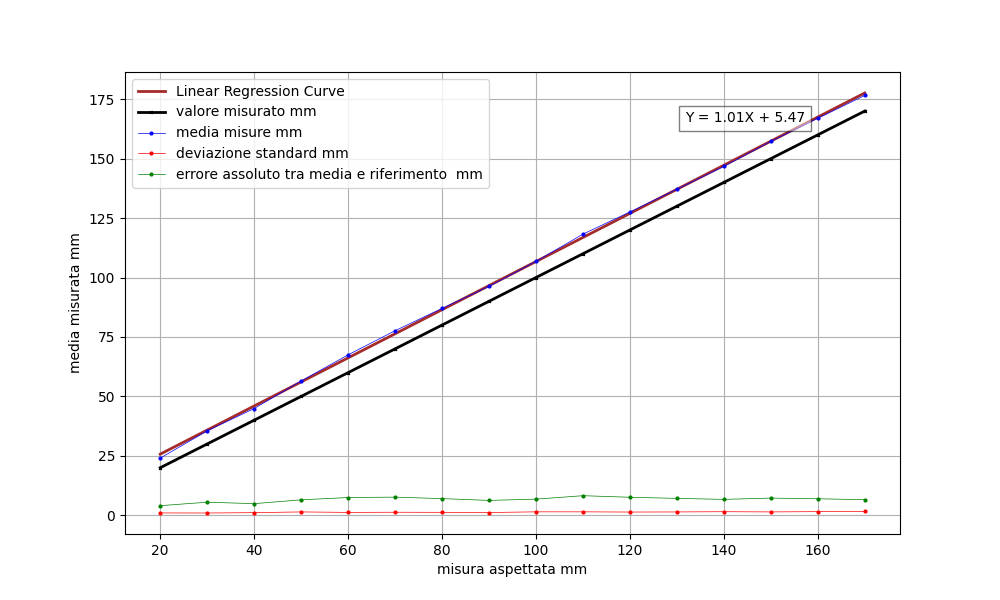 Linear Regression Curve
valore misurato mm
media misure mm
deviazione standard mm
errore assoluto tra media e riferimento  mm
Y = 1.01X + 5.47
175
150
125
100
75
50
25
0
media misurata mm
20 40 60 80 100 120 140 160
misura aspettata mm